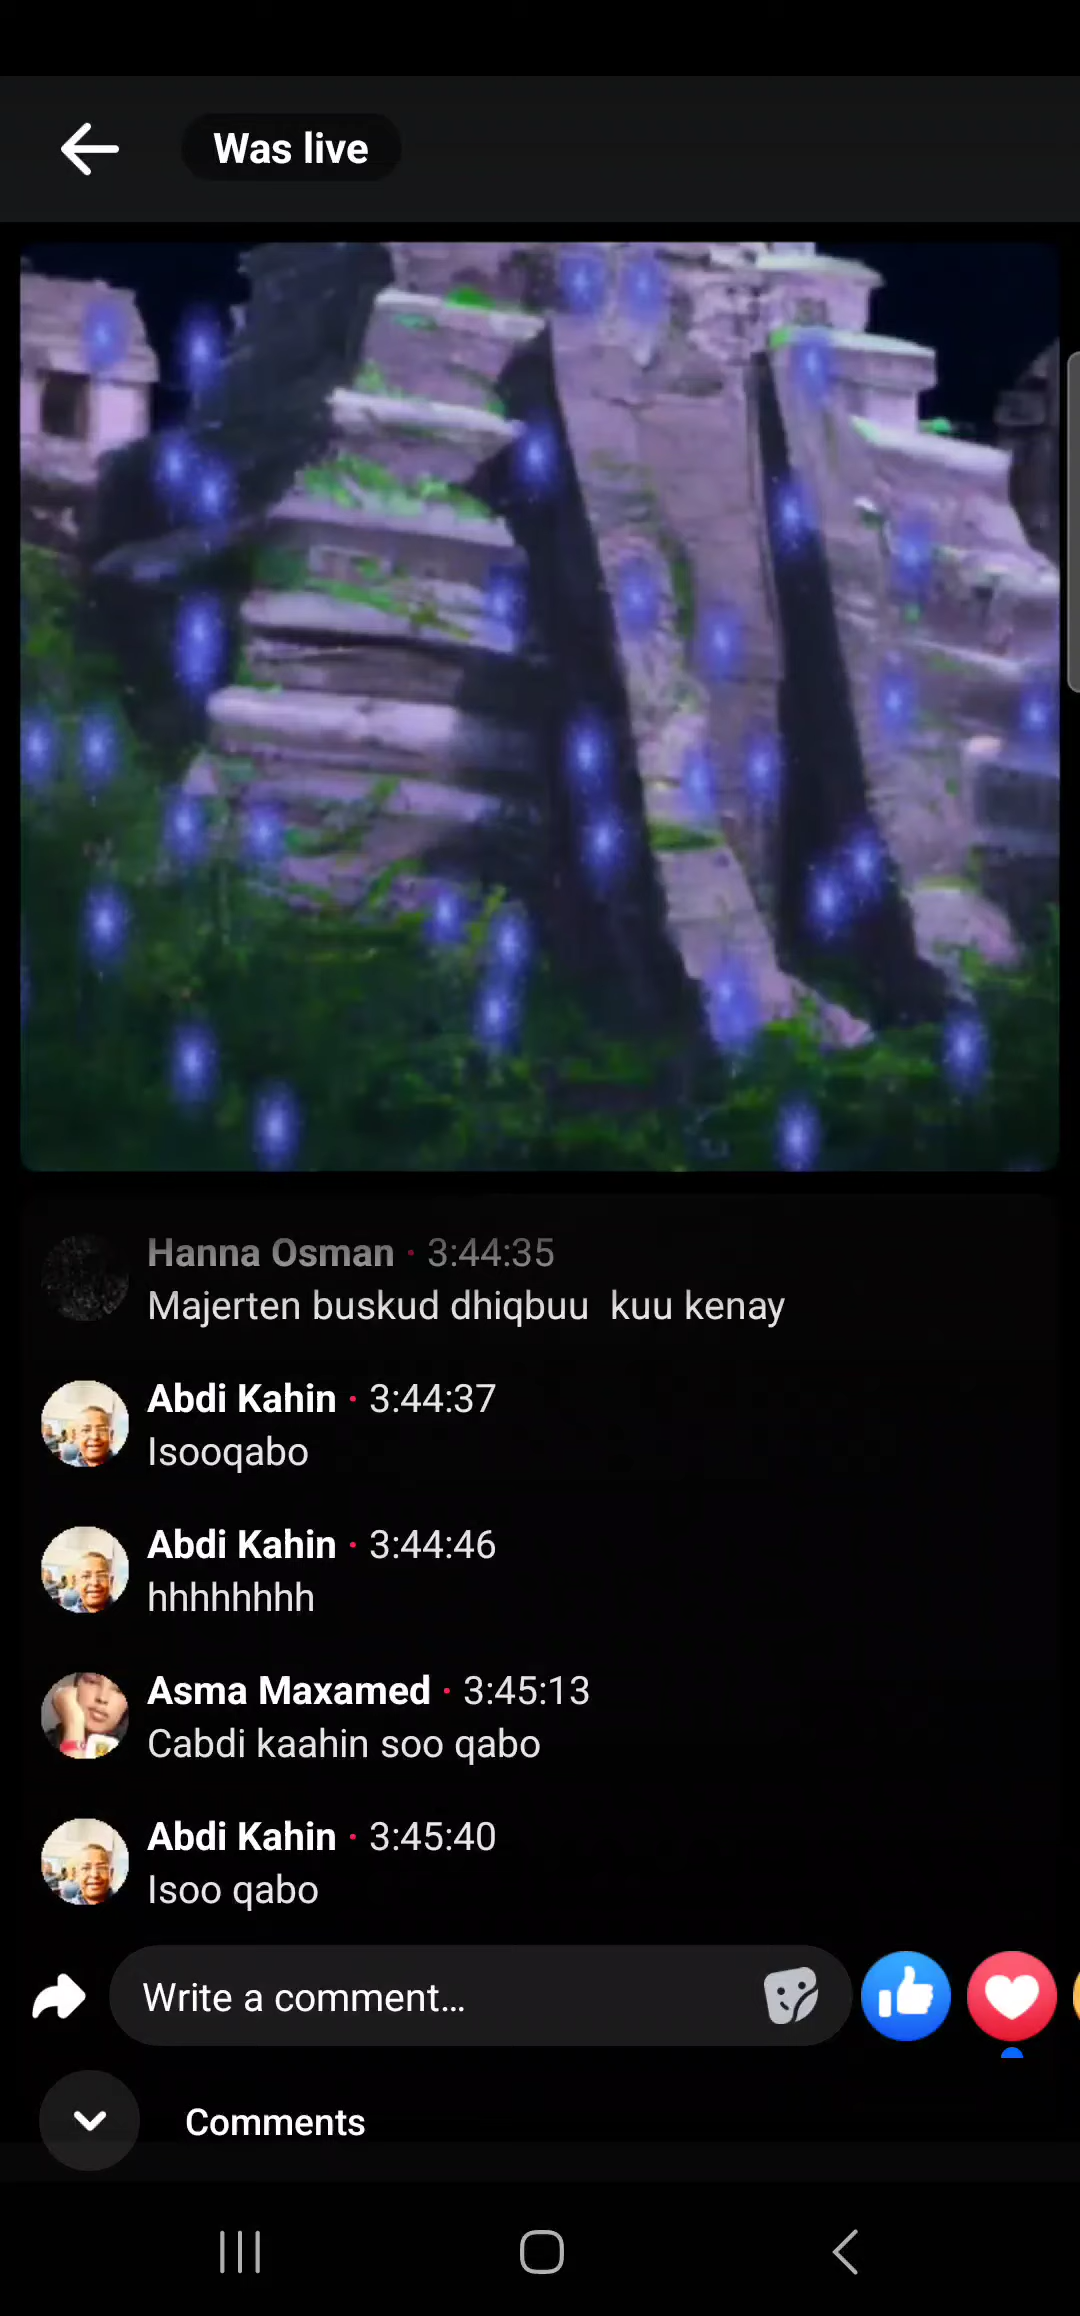 Was live
Hanna Osman · 3:44:35
Majerten buskud dhiqbuu  kuu kenay
Abdi Kahin · 3:44:37
Isooqabo
Abdi Kahin · 3:44:46
hhhhhhhh
Asma Maxamed · 3:45:13
Cabdi kaahin soo qabo
Abdi Kahin · 3:45:40
Isoo qabo
Write a comment...
Comments